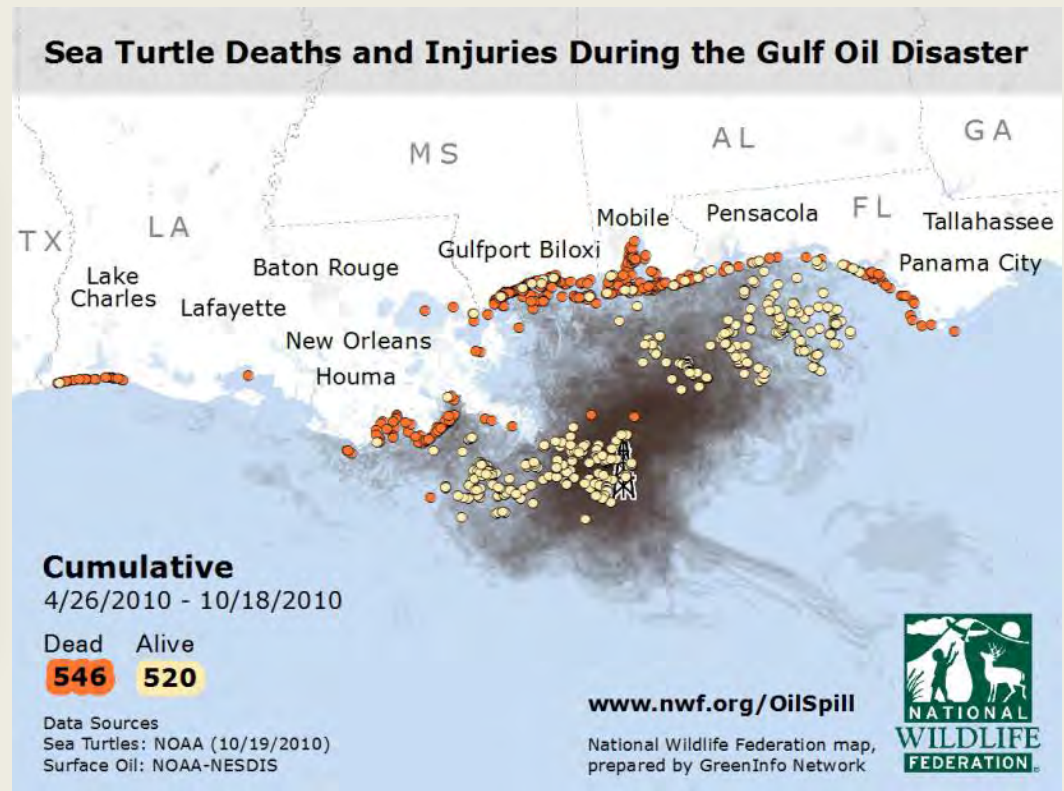 Sea Turtle Deaths and Injuries During the Gulf Oil Disaster
MS
AL
GA
TX
LA
FL
Mobile
Pensacola
Tallahassee
Gulfport Biloxi
Panama City
Baton Rouge
Lake
Charles
Lafayette
New Orleans
Houma
Cumulative
4/26/2010 - 10/18/2010
Dead Alive
546 520
Data Sources
Sea Turtles: NOAA (10/19/2010)
Surface Oil: NOAA-NESDIS
www.nwf.org/OilSpill
National Wildlife Federation map,
prepared by GreenInfo Network
NATIONAL
WILDLIFE
FEDERATION